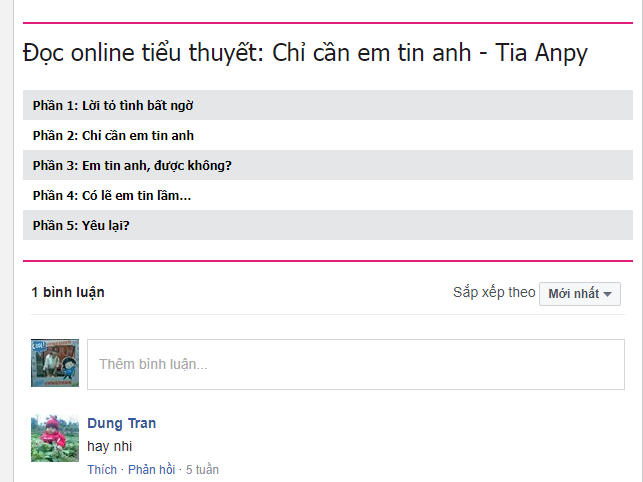 Đọc online tiểu thuyết: Chỉ cần em tin anh - Tia Anpy
Phần 1: Lời tỏ tình bất ngờ
Phần 2: Chỉ cần em tin anh
Phần 3: Em tin anh, được không?
Phần 4: Có lẽ em tin lầm...
Phần 5: Yêu lại?
1 bình luận
Sắp xếp theo Mới nhất
Thêm bình luận...
Dung Tran
hay nhi
Thích · Phản hồi · 5 tuần